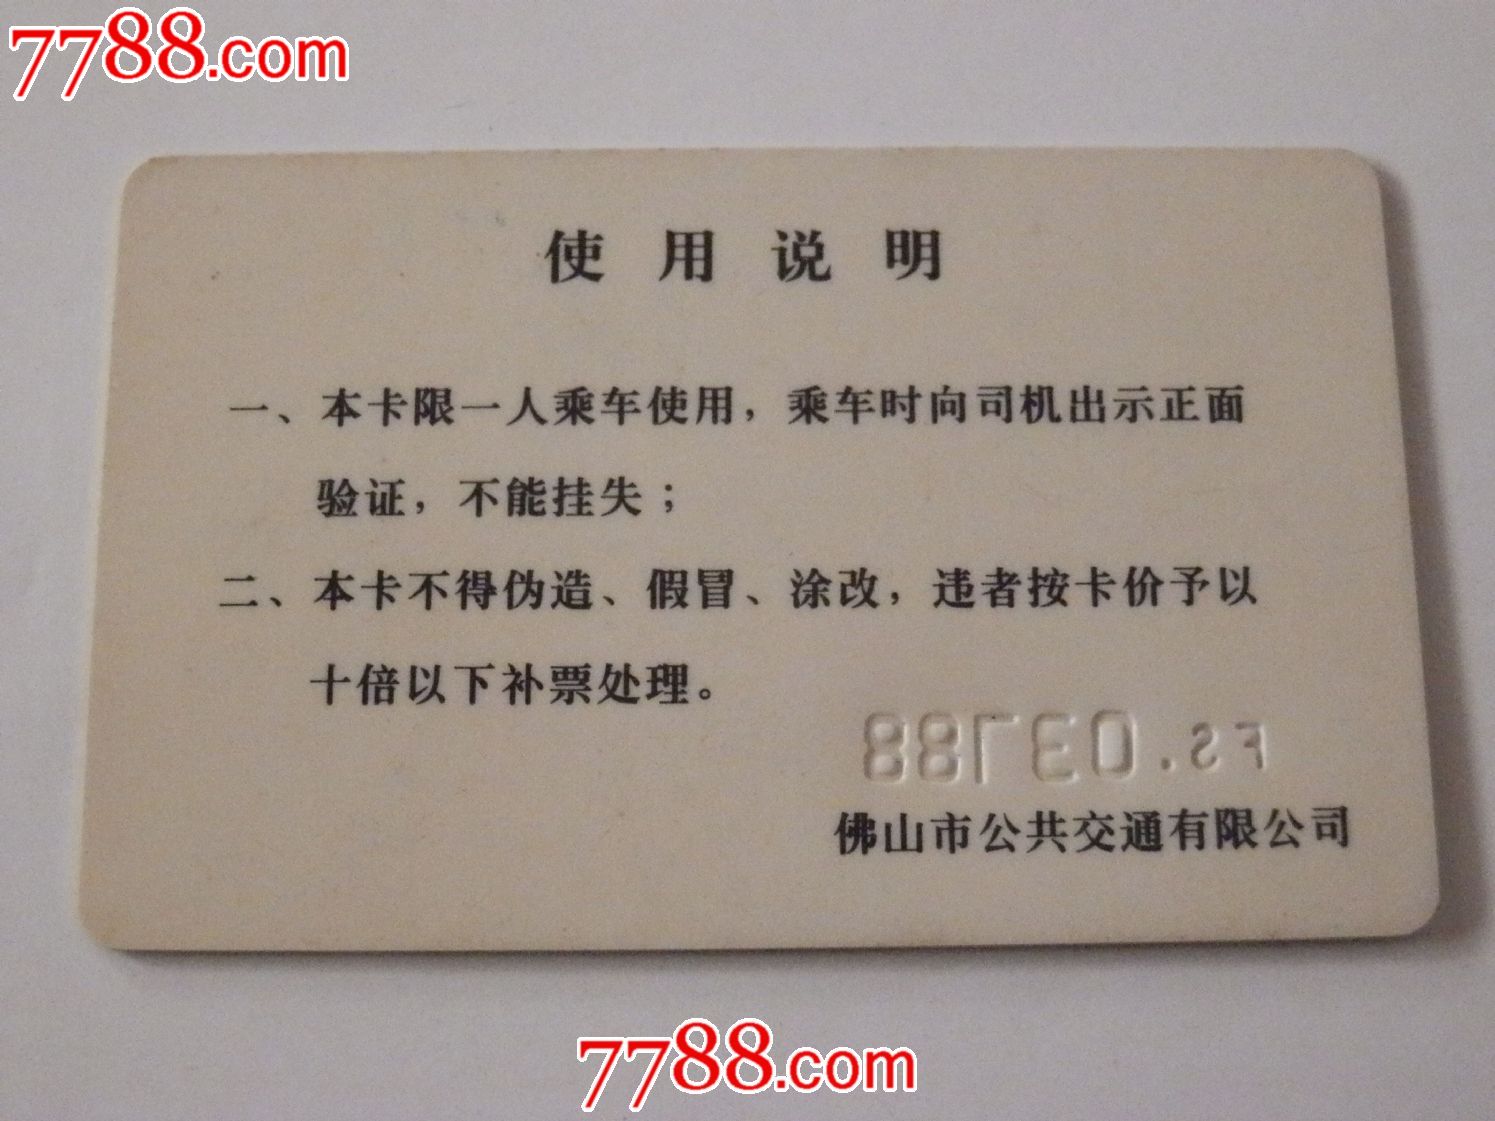 7788.com
使用说明
一、本卡限一人乘车使用，乘车时向司机出示正面
验证，不能挂失；
二、本卡不得伪造、假冒、涂改，违者按卡价予以
十倍以下补票处理。
FS.03788
佛山市公共交通有限公司
7788.com